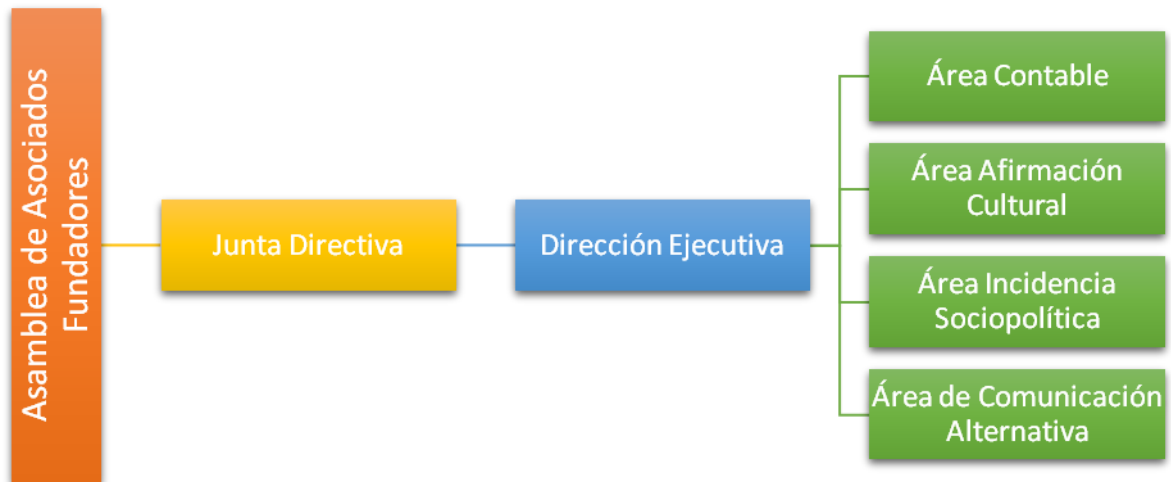 Asamblea de Asociados
Fundadores
Junta Directiva
Dirección Ejecutiva
Área Contable
Área Afirmación
Cultural
Área Incidencia
Sociopolítica
Área de Comunicación
Alternativa